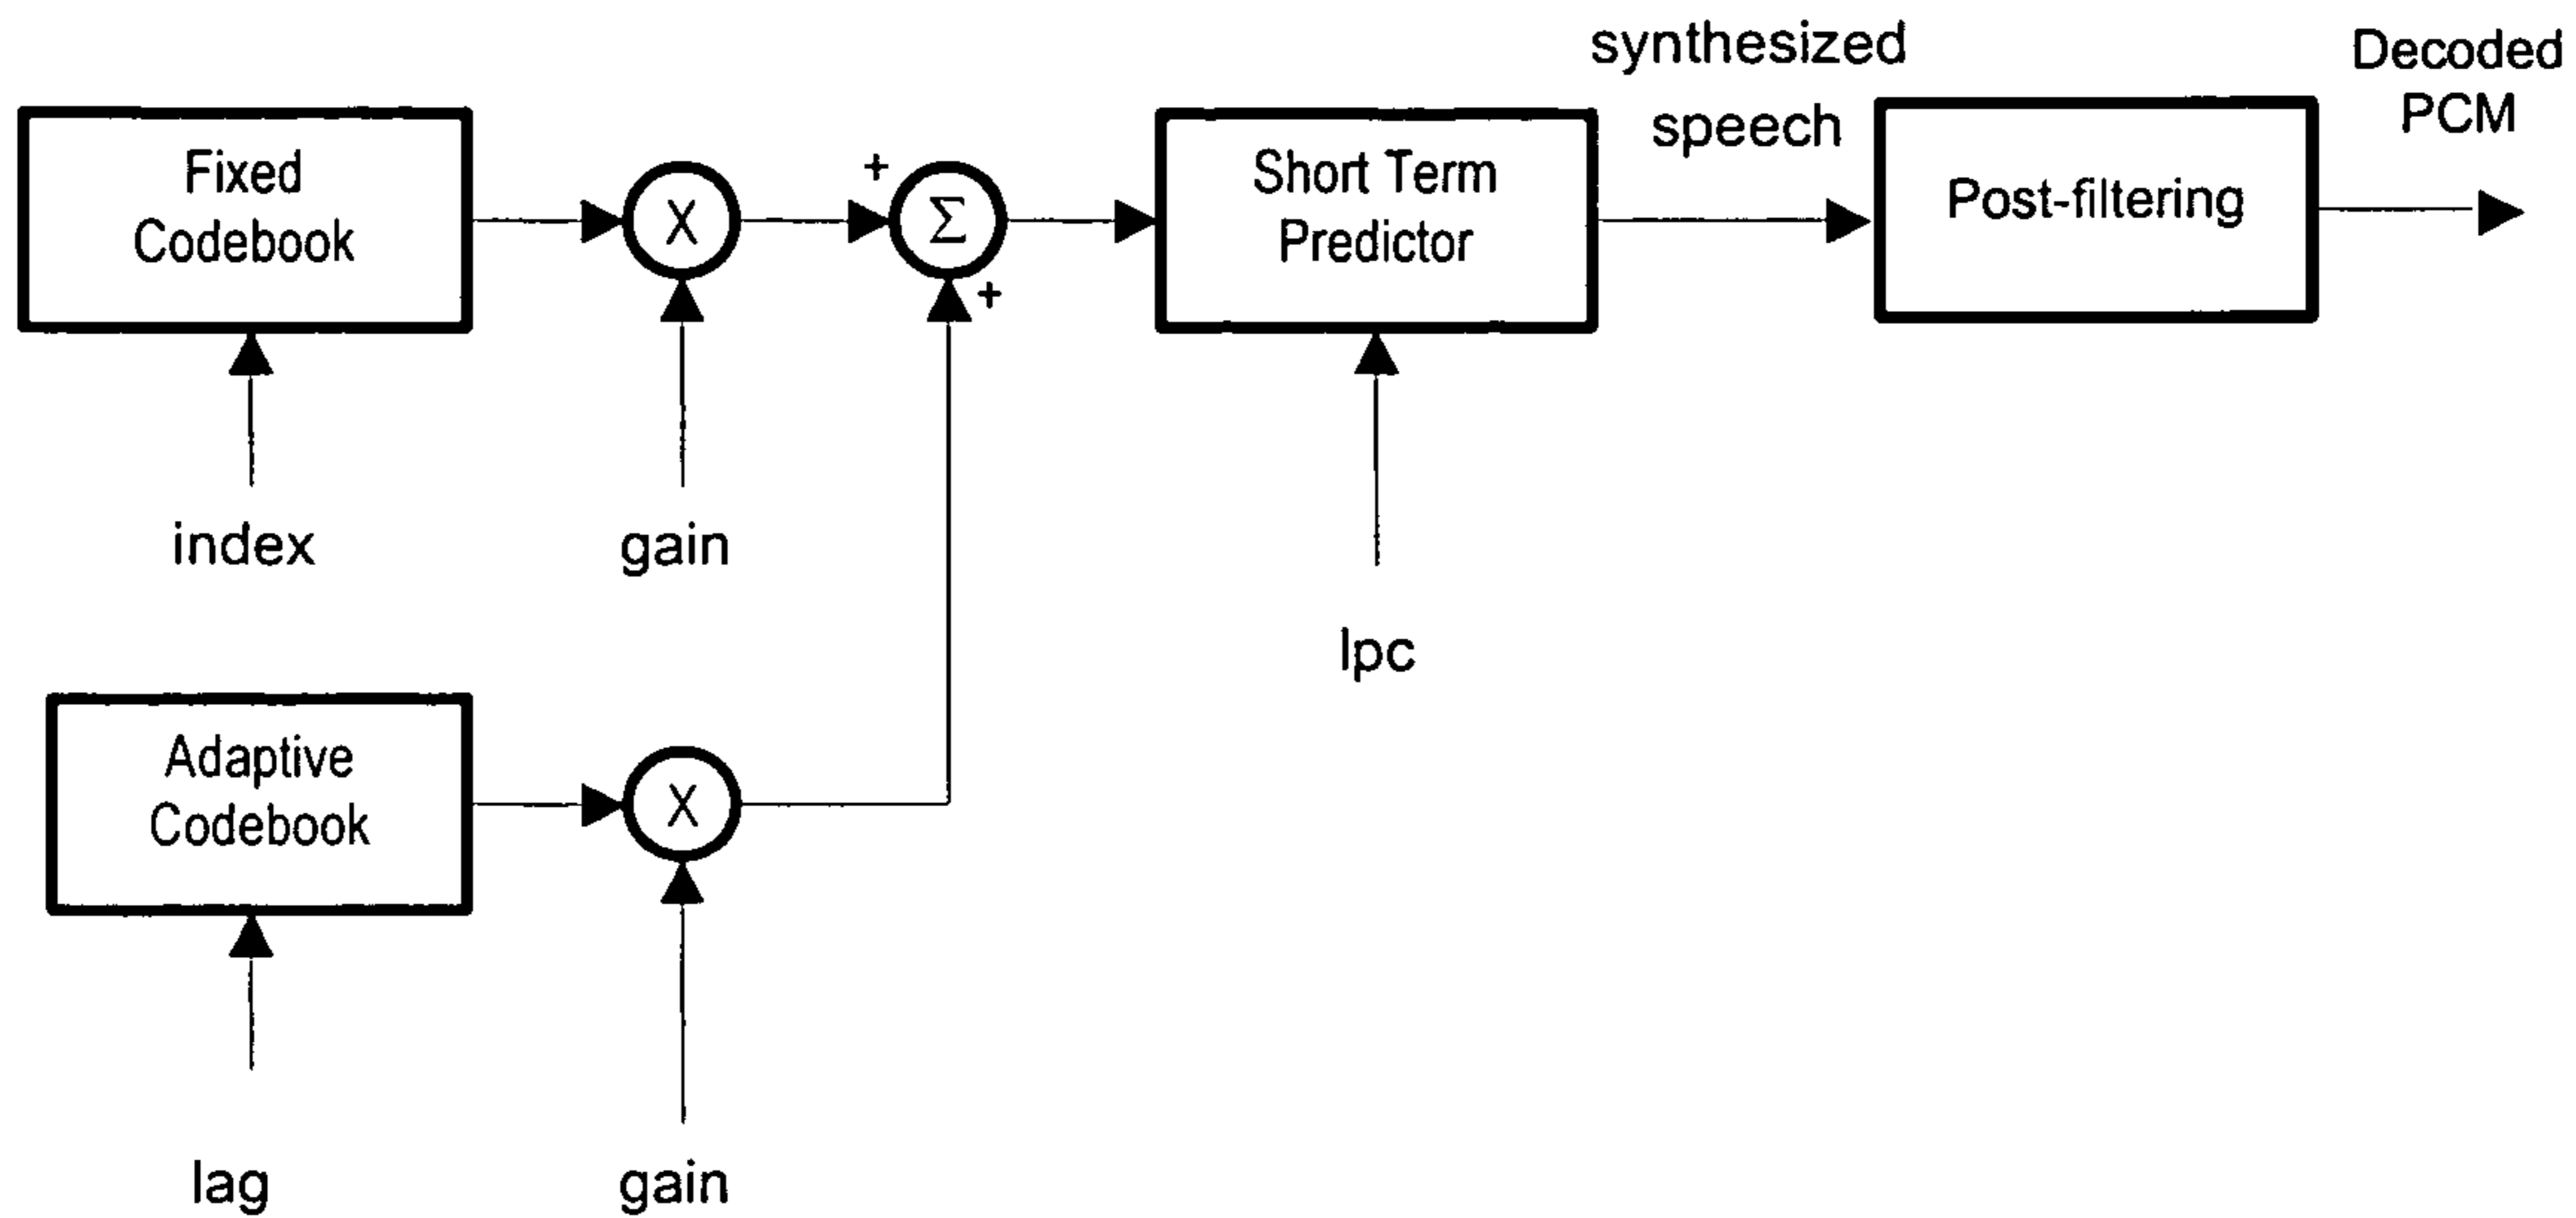 synthesized
speech
Decoded
PCM
Fixed
Codebook
X
+
Σ
+
Short Term
Predictor
Post-filtering
index
gain
lpc
Adaptive
Codebook
X
lag
gain